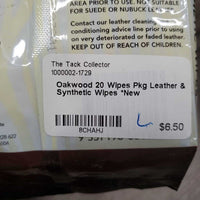 AREA PRIOR TO USE. NOT SUITABLE
FOR SUEDE OR NUBUCK LEATHER
Contact our leather cleaning
conditioning advice line prior to using
on very deteriorated or faded leather.
KEEP OUT OF REACH OF CHILDREN.
The Tack Collector
1000002-1729
Oakwood 20 Wipes Pkg Leather &
Synthetic Wipes *New
8CHAHJ
L
$6.50